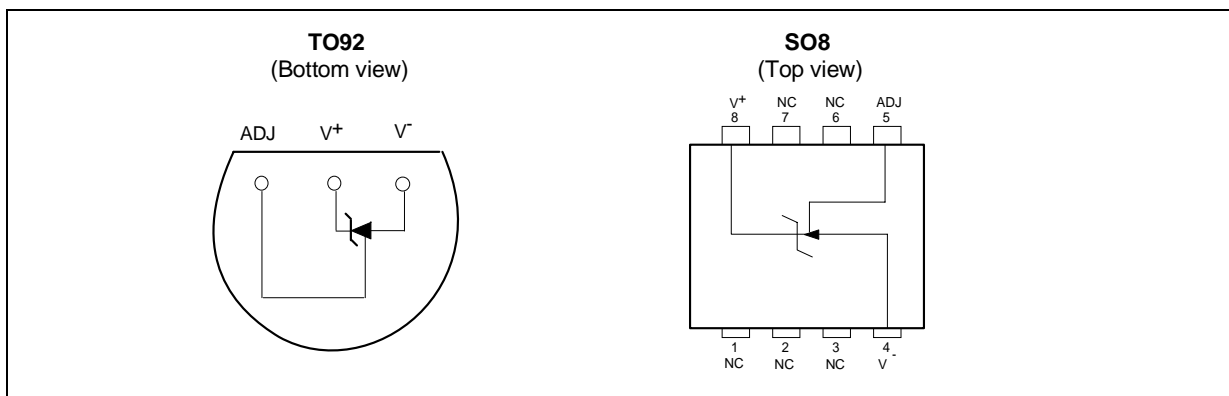 TO92
(Bottom view)
ADJ V+ V-
SO8
(Top view)
V+ NC NC ADJ
8 7 6 5
1 2 3 4
NC NC NC V-